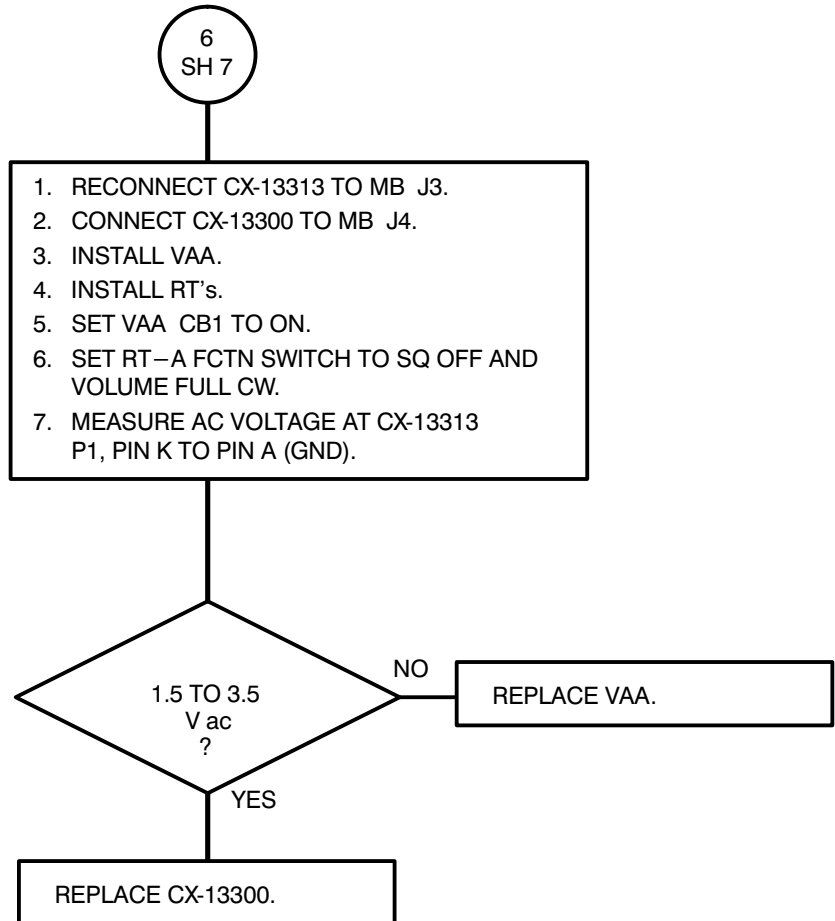 6
SH 7
1. RECONNECT CX-13313 TO MB J3.
2. CONNECT CX-13300 TO MB J4.
3. INSTALL VAA.
4. INSTALL RT's.
5. SET VAA CB1 TO ON.
6. SET RT−A FCTN SWITCH TO SQ OFF AND
VOLUME FULL CW.
7. MEASURE AC VOLTAGE AT CX-13313
P1, PIN K TO PIN A (GND).
1.5 TO 3.5
V ac
?
NO
REPLACE VAA.
YES
REPLACE CX-13300.